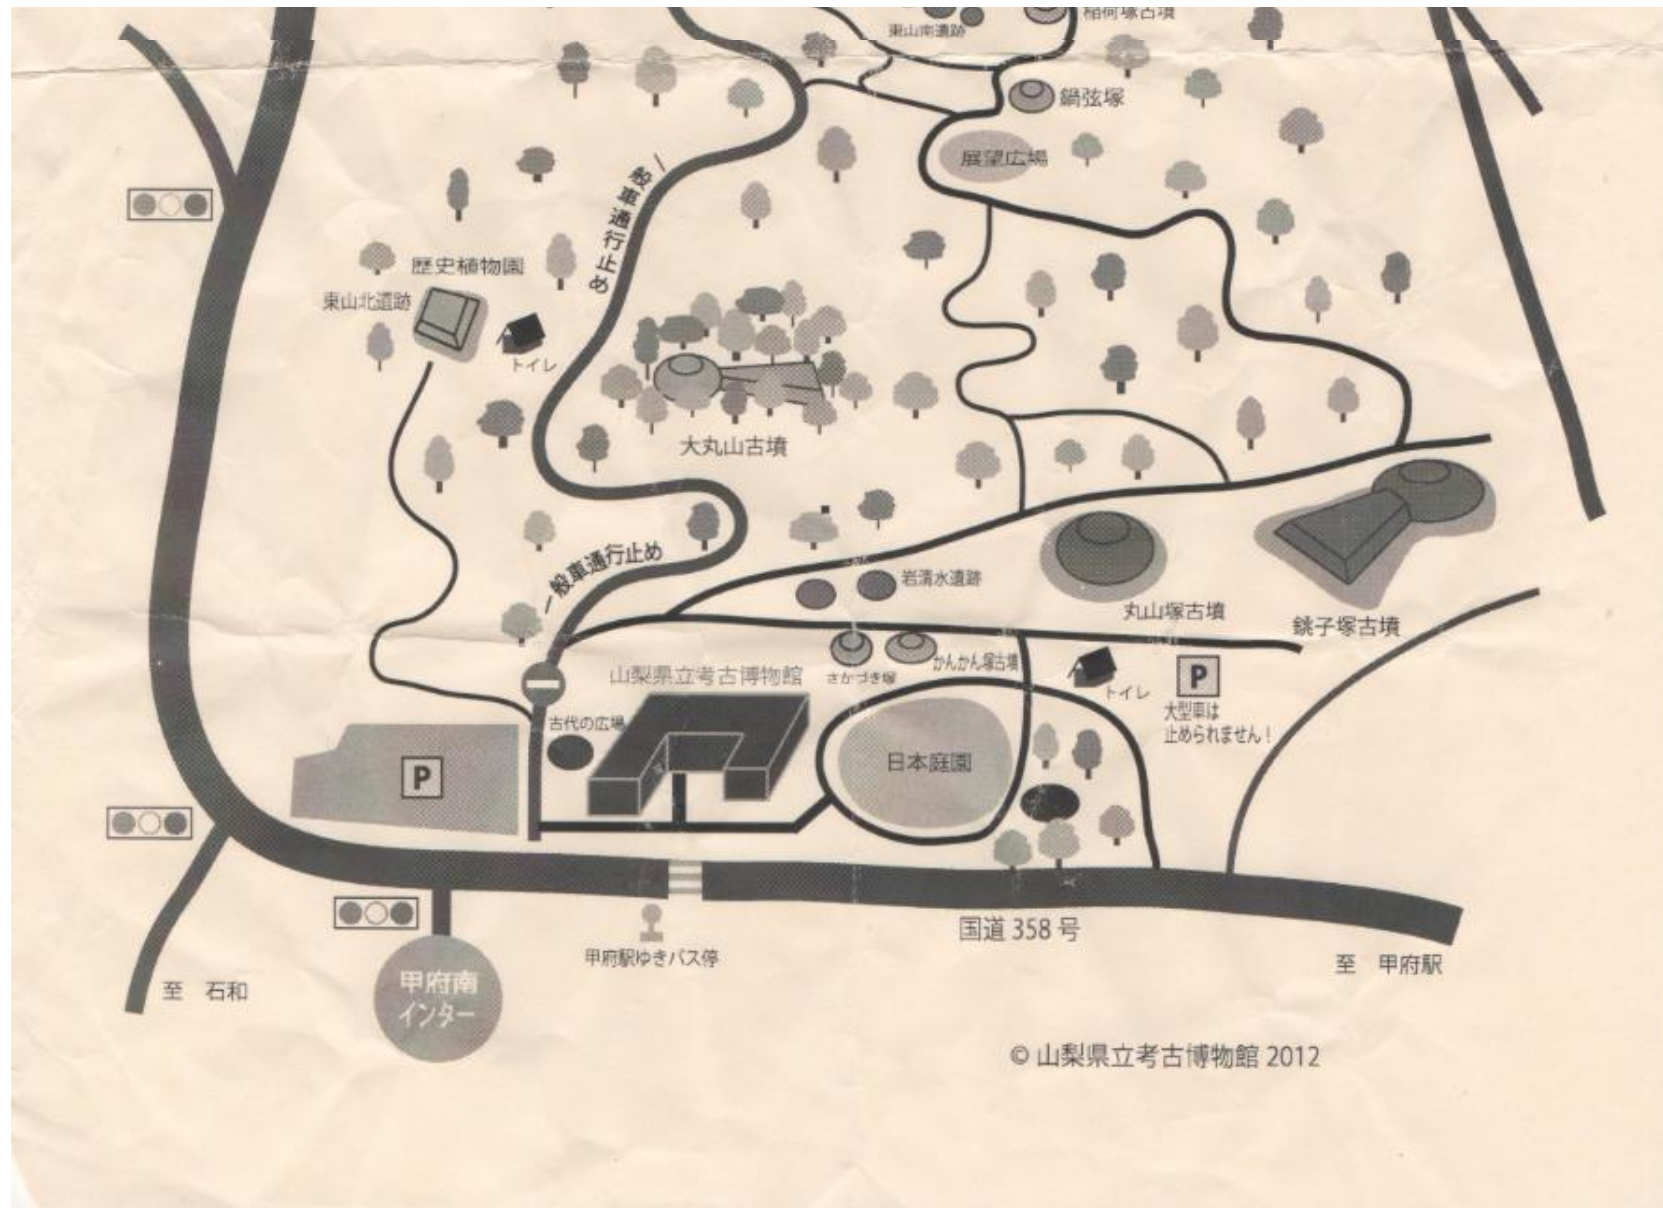 稲荷塚古墳
東山南遺跡
鍋弦塚
展望広場
一般車通行止め
歴史植物園
東山北遺跡
トイレ
大丸山古墳
一般車通行止め
岩清水遺跡
丸山塚古墳
銚子塚古墳
山梨県立考古博物館
さかづき塚
かんかん塚古墳
トイレ
P
大型車は
止められません!
古代の広場
P
日本庭園
国道 358 号
甲府駅ゆきバス停
至 甲府駅
至 石和
甲府南
インター
© 山梨県立考古博物館 2012